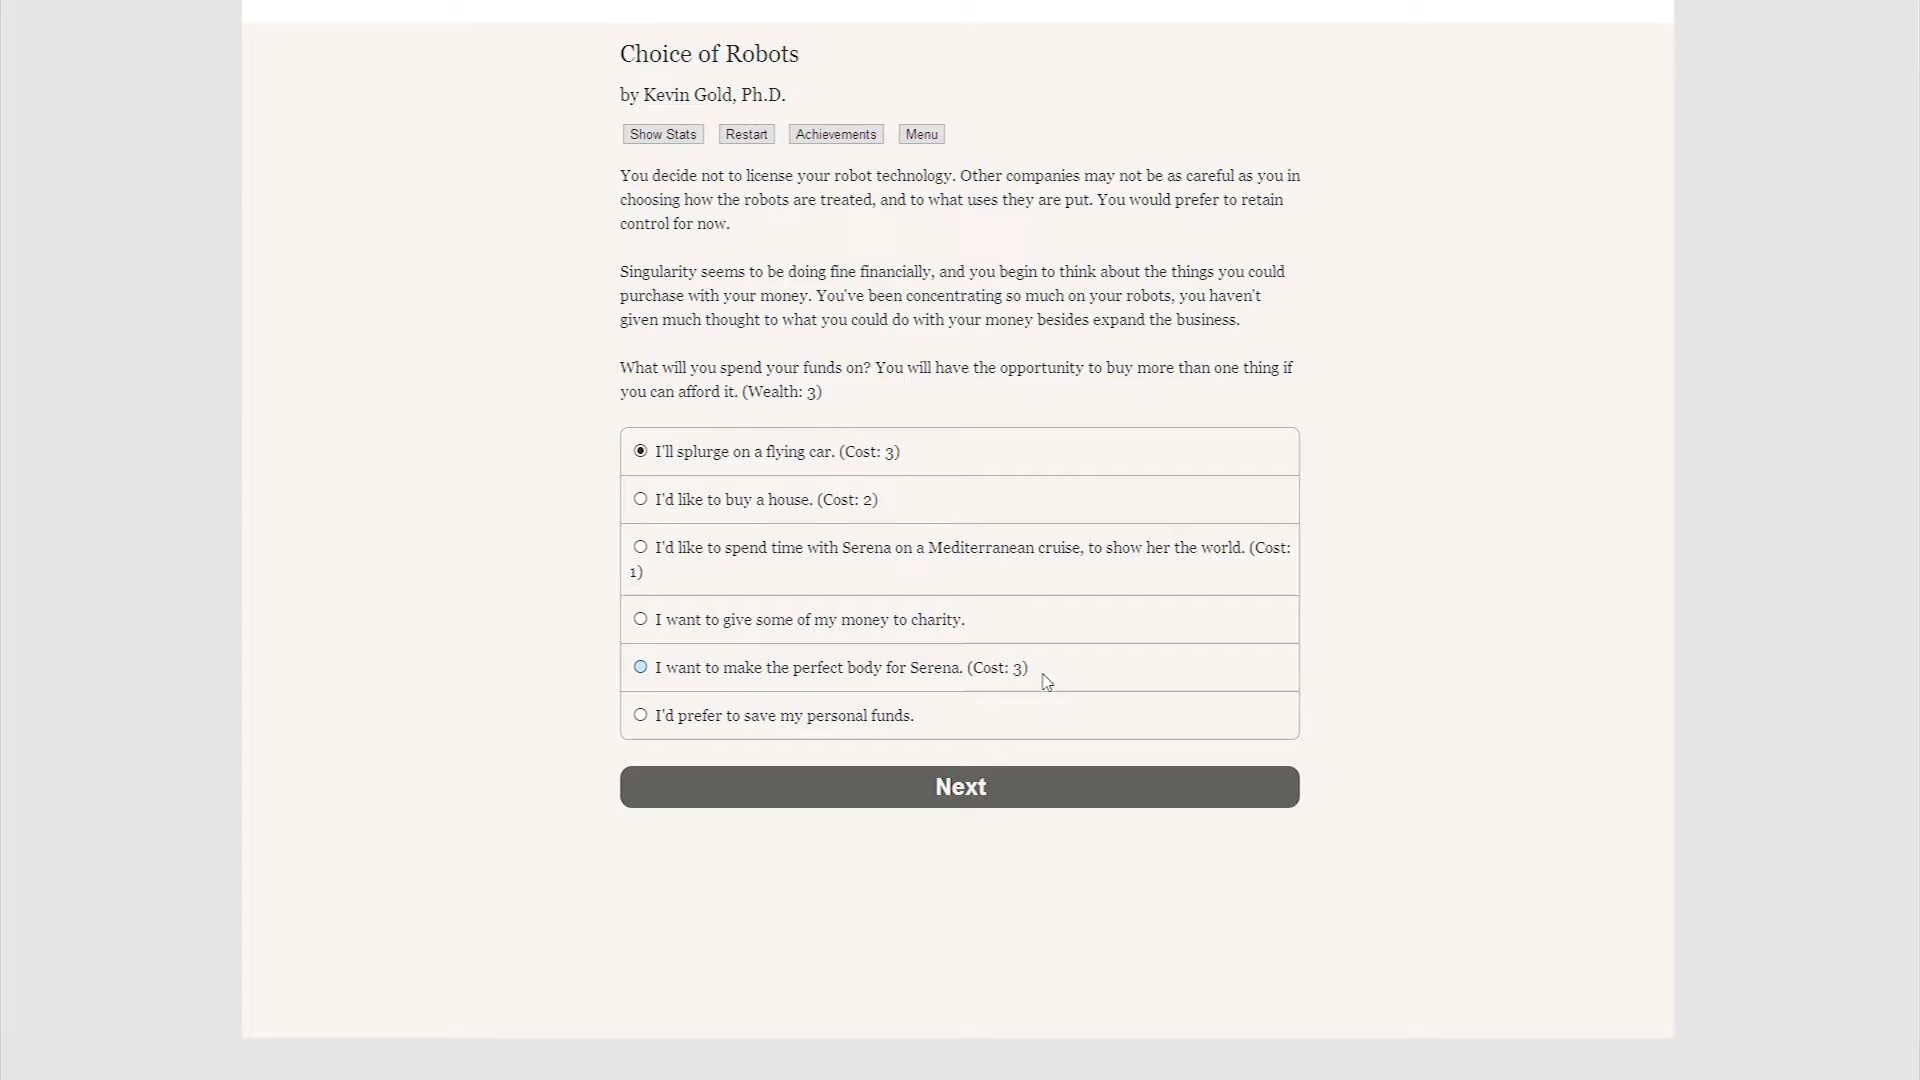 Choice of Robots
by Kevin Gold, Ph.D.
Show Stats Restart Achievements Menu
You decide not to license your robot technology. Other companies may not be as careful as you in
choosing how the robots are treated, and to what uses they are put. You would prefer to retain
control for now.
Singularity seems to be doing fine financially, and you begin to think about the things you could
purchase with your money. You've been concentrating so much on your robots, you haven't
given much thought to what you could do with your money besides expand the business.
What will you spend your funds on? You will have the opportunity to buy more than one thing if
you can afford it. (Wealth: 3)
I'll splurge on a flying car. (Cost: 3)
I'd like to buy a house. (Cost: 2)
I'd like to spend time with Serena on a Mediterranean cruise, to show her the world. (Cost:
1)
I want to give some of my money to charity.
I want to make the perfect body for Serena. (Cost: 3)
I'd prefer to save my personal funds.
Next